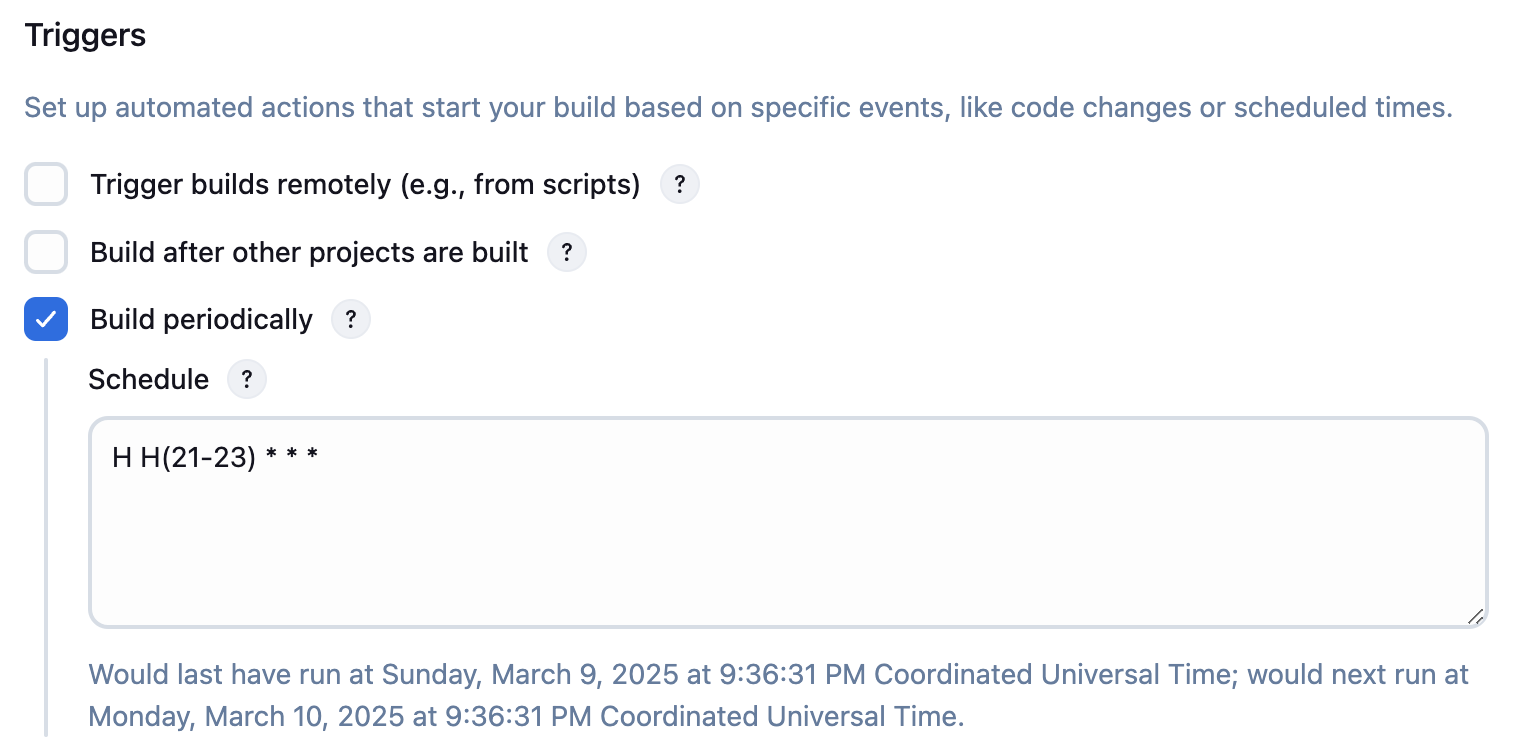 Triggers
Set up automated actions that start your build based on specific events, like code changes or scheduled times.
Trigger builds remotely (e.g., from scripts) ?
Build after other projects are built ?
Build periodically ?
Schedule ?
H H(21-23) * * *
Would last have run at Sunday, March 9, 2025 at 9:36:31 PM Coordinated Universal Time; would next run at
Monday, March 10, 2025 at 9:36:31 PM Coordinated Universal Time.